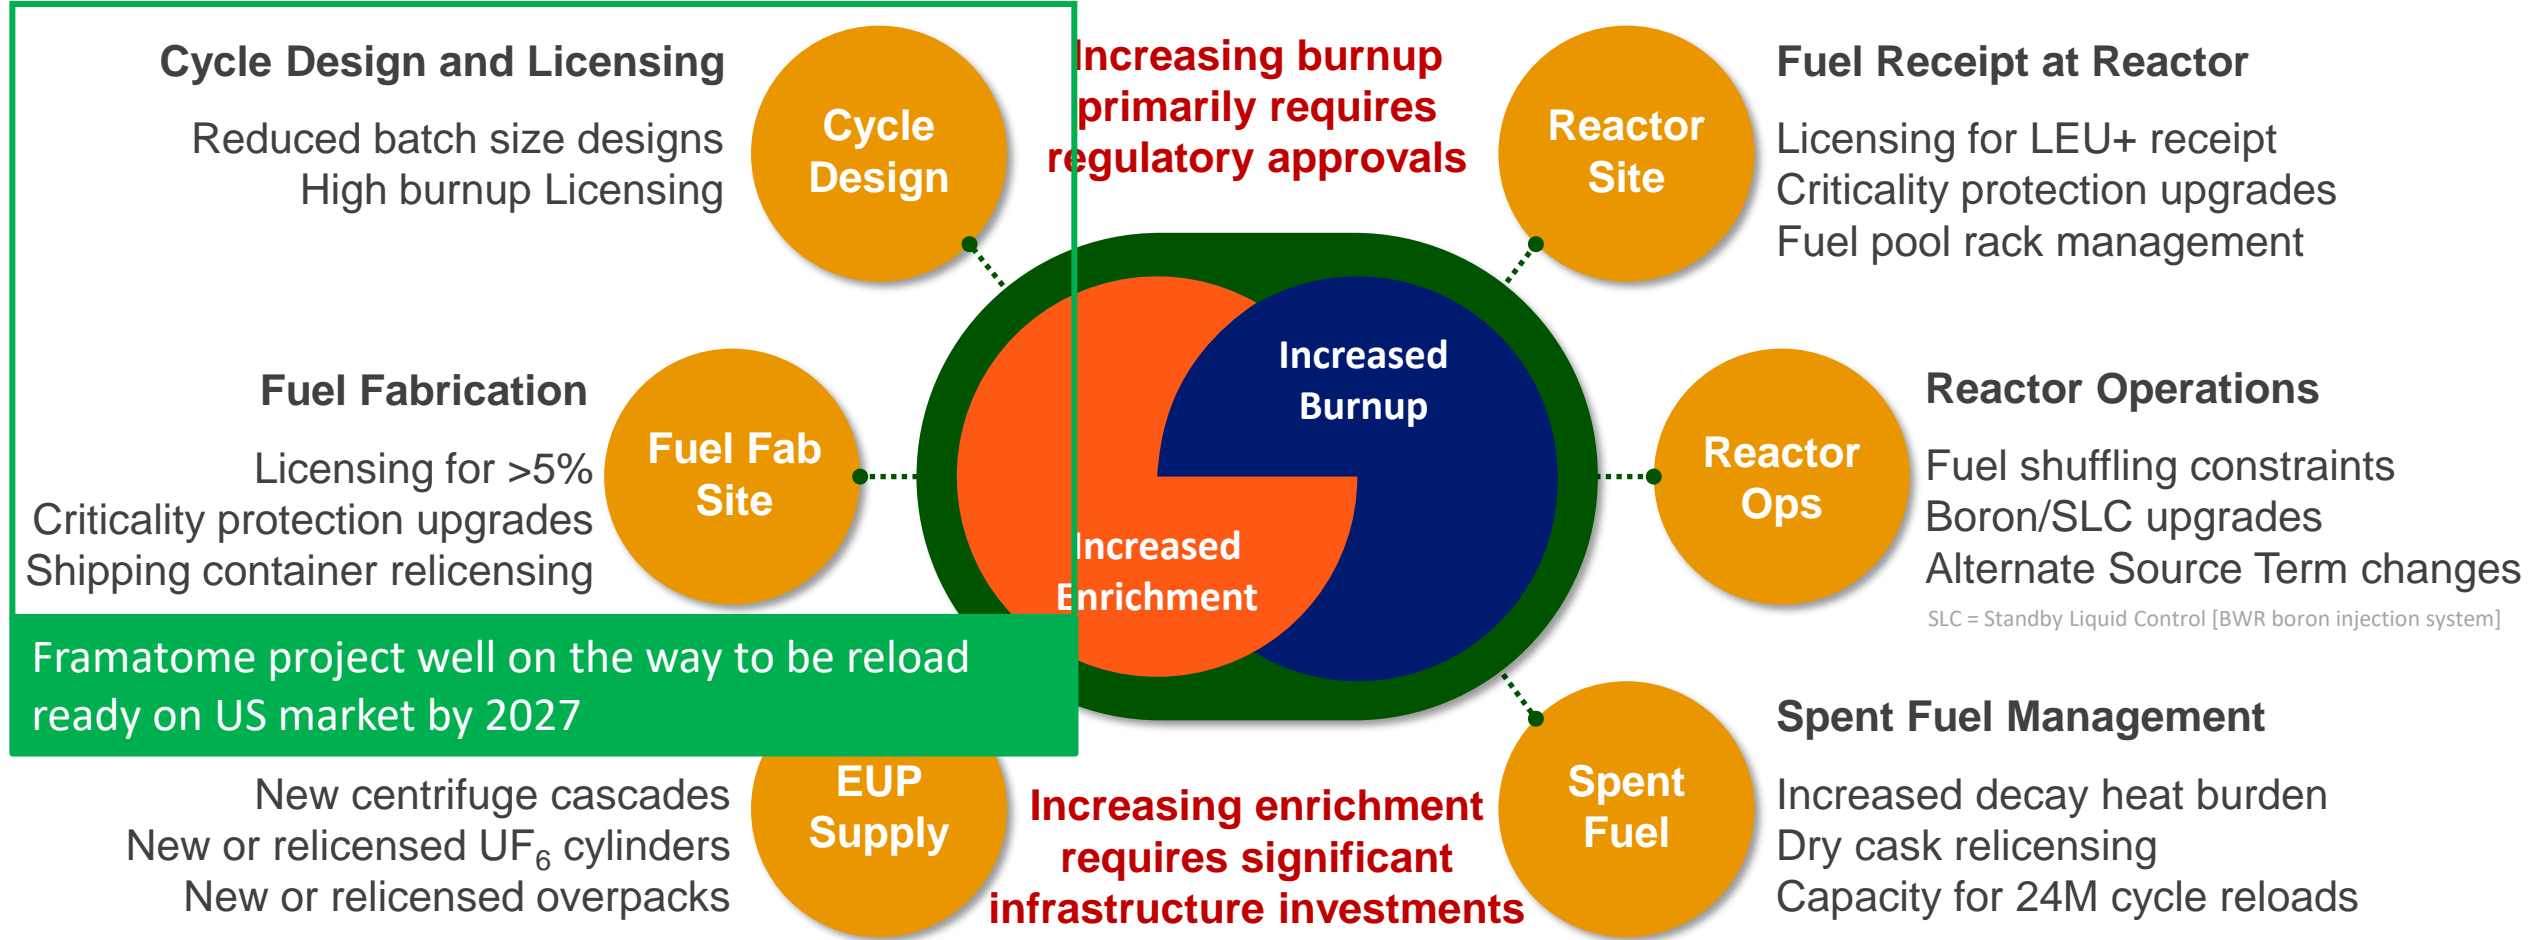 Cycle Design and Licensing
Reduced batch size designs
High burnup Licensing
Cycle
Design
Increasing burnup
primarily requires
regulatory approvals
Reactor
Site
Fuel Receipt at Reactor
Licensing for LEU+ receipt
Criticality protection upgrades
Fuel pool rack management
Fuel Fabrication
Licensing for >5%
Criticality protection upgrades
Shipping container relicensing
Fuel Fab
Site
Increased
Burnup
Increased
Enrichment
Reactor
Ops
Reactor Operations
Fuel shuffling constraints
Boron/SLC upgrades
Alternate Source Term changes
SLC = Standby Liquid Control [BWR boron injection system]
Framatome project well on the way to be reload
ready on US market by 2027
New centrifuge cascades
New or relicensed UF₆ cylinders
New or relicensed overpacks
EUP
Supply
Increasing enrichment
requires significant
infrastructure investments
Spent
Fuel
Spent Fuel Management
Increased decay heat burden
Dry cask relicensing
Capacity for 24M cycle reloads